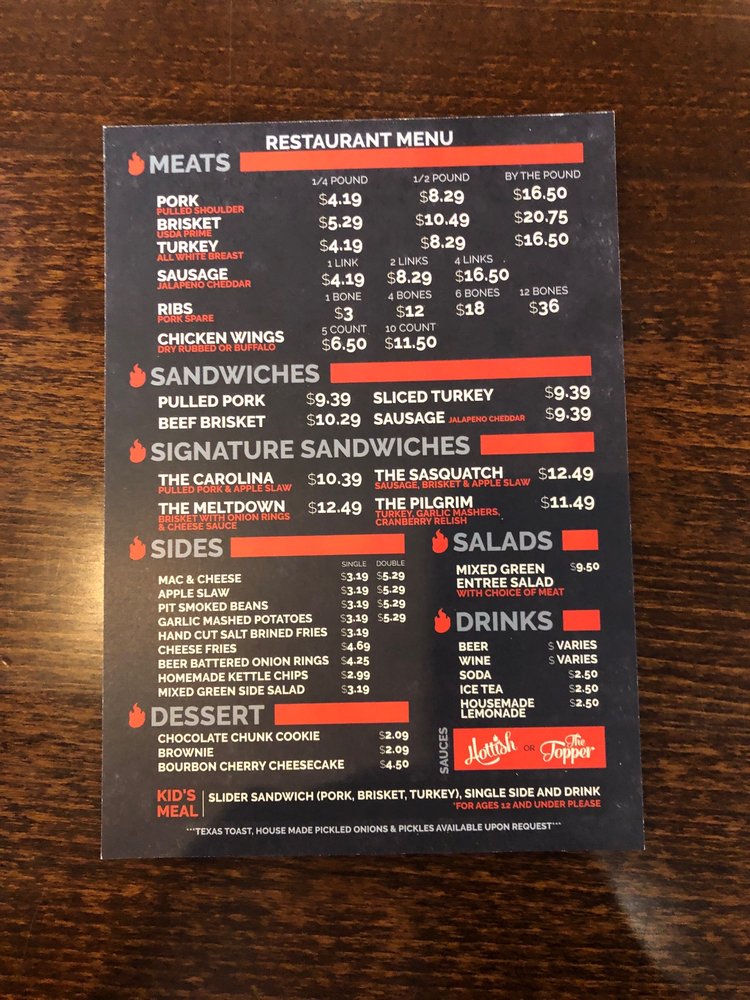 RESTAURANT MENU
MEATS
1/4 POUND 1/2 POUND BY THE POUND
PORK $4.19 $8.29 $16.50
PULLED SHOULDER
BRISKET $5.29 $10.49 $20.75
USDA PRIME
TURKEY $4.19 $8.29 $16.50
ALL WHITE BREAST
1 LINK 2 LINKS 4 LINKS
SAUSAGE $4.19 $8.29 $16.50
JALAPENO CHEDDAR
1 BONE 4 BONES 6 BONES 12 BONES
RIBS $3 $12 $18 $36
PORK SPARE
5 COUNT 10 COUNT
CHICKEN WINGS $6.50 $11.50
DRY RUBBED OR BUFFALO
SANDWICHES
PULLED PORK $9.39 SLICED TURKEY $9.39
BEEF BRISKET $10.29 SAUSAGE JALAPENO CHEDDAR $9.39
SIGNATURE SANDWICHES
THE CAROLINA $10.39
PULLED PORK & APPLE SLAW
THE SASQUATCH $12.49
SAUSAGE, BRISKET & APPLE SLAW
THE MELTDOWN $12.49
BRISKET WITH ONION RINGS
& CHEESE SAUCE
THE PILGRIM $11.49
TURKEY, GARLIC MASHERS,
CRANBERRY RELISH
SIDES
SINGLE DOUBLE
MAC & CHEESE $3.19 $5.29
APPLE SLAW $3.19 $5.29
PIT SMOKED BEANS $3.19 $5.29
GARLIC MASHED POTATOES $3.19 $5.29
HAND CUT SALT BRINED FRIES $3.19
CHEESE FRIES $4.69
BEER BATTERED ONION RINGS $4.25
HOMEMADE KETTLE CHIPS $2.99
MIXED GREEN SIDE SALAD $3.19
SALADS
MIXED GREEN $9.50
ENTREE SALAD
WITH CHOICE OF MEAT
DRINKS
BEER $ VARIES
WINE $ VARIES
SODA $2.50
ICE TEA $2.50
HOUSEMADE $2.50
LEMONADE
DESSERT
CHOCOLATE CHUNK COOKIE $2.09
BROWNIE $2.09
BOURBON CHERRY CHEESECAKE $4.50
SAUCES
Hottish OR The Topper
KID'S
MEAL
SLIDER SANDWICH (PORK, BRISKET, TURKEY), SINGLE SIDE AND DRINK
*FOR AGES 12 AND UNDER PLEASE
***TEXAS TOAST, HOUSE MADE PICKLED ONIONS & PICKLES AVAILABLE UPON REQUEST***